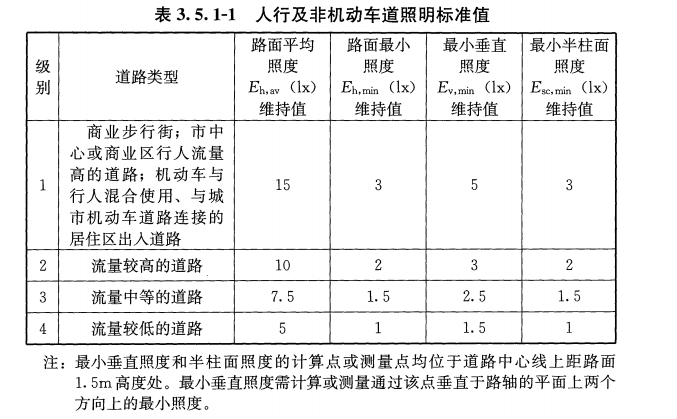 表 3.5.1-1 人行及非机动车道照明标准值
级别
道路类型
路面平均
照度
Eh,av (lx)
维持值
路面最小
照度
Eh,min (lx)
维持值
最小垂直
照度
Ev,min (lx)
维持值
最小半柱面
照度
Esc,min (lx)
维持值
1
商业步行街；市中
心或商业区行人流量
高的道路；机动车与
行人混合使用、与城
市机动车道路连接的
居住区出入道路
15
3
5
3
2
流量较高的道路
10
2
3
2
3
流量中等的道路
7.5
1.5
2.5
1.5
4
流量较低的道路
5
1
1.5
1
注：最小垂直照度和半柱面照度的计算点或测量点均位于道路中心线上距路面
1.5m高度处。最小垂直照度需计算或测量通过该点垂直于路轴的平面上两个
方向上的最小照度。